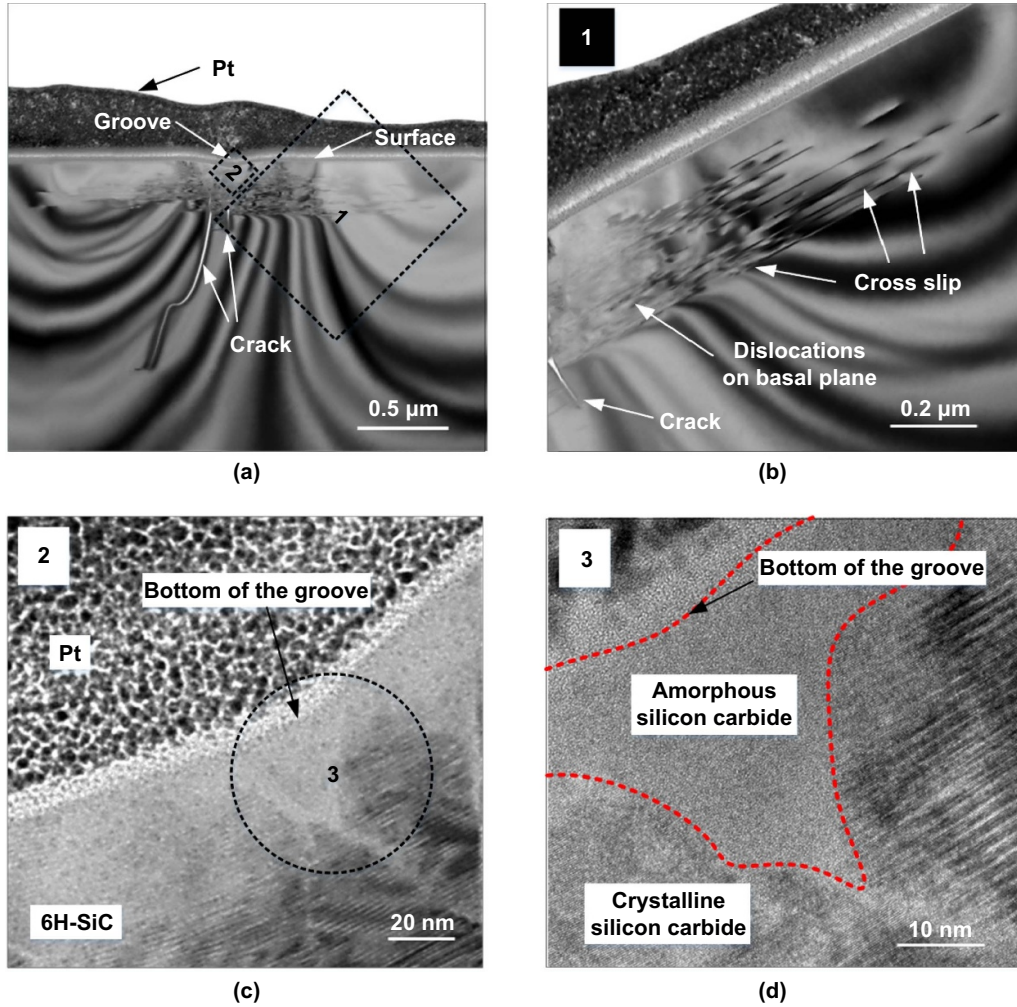 Pt
Groove
Surface
2
1
Crack
0.5 µm
(a)
1
Cross slip
Dislocations
on basal plane
Crack
0.2 µm
(b)
2
Bottom of the groove
Pt
3
6H-SiC
20 nm
(c)
3
Bottom of the groove
Amorphous
silicon carbide
Crystalline
silicon carbide
10 nm
(d)